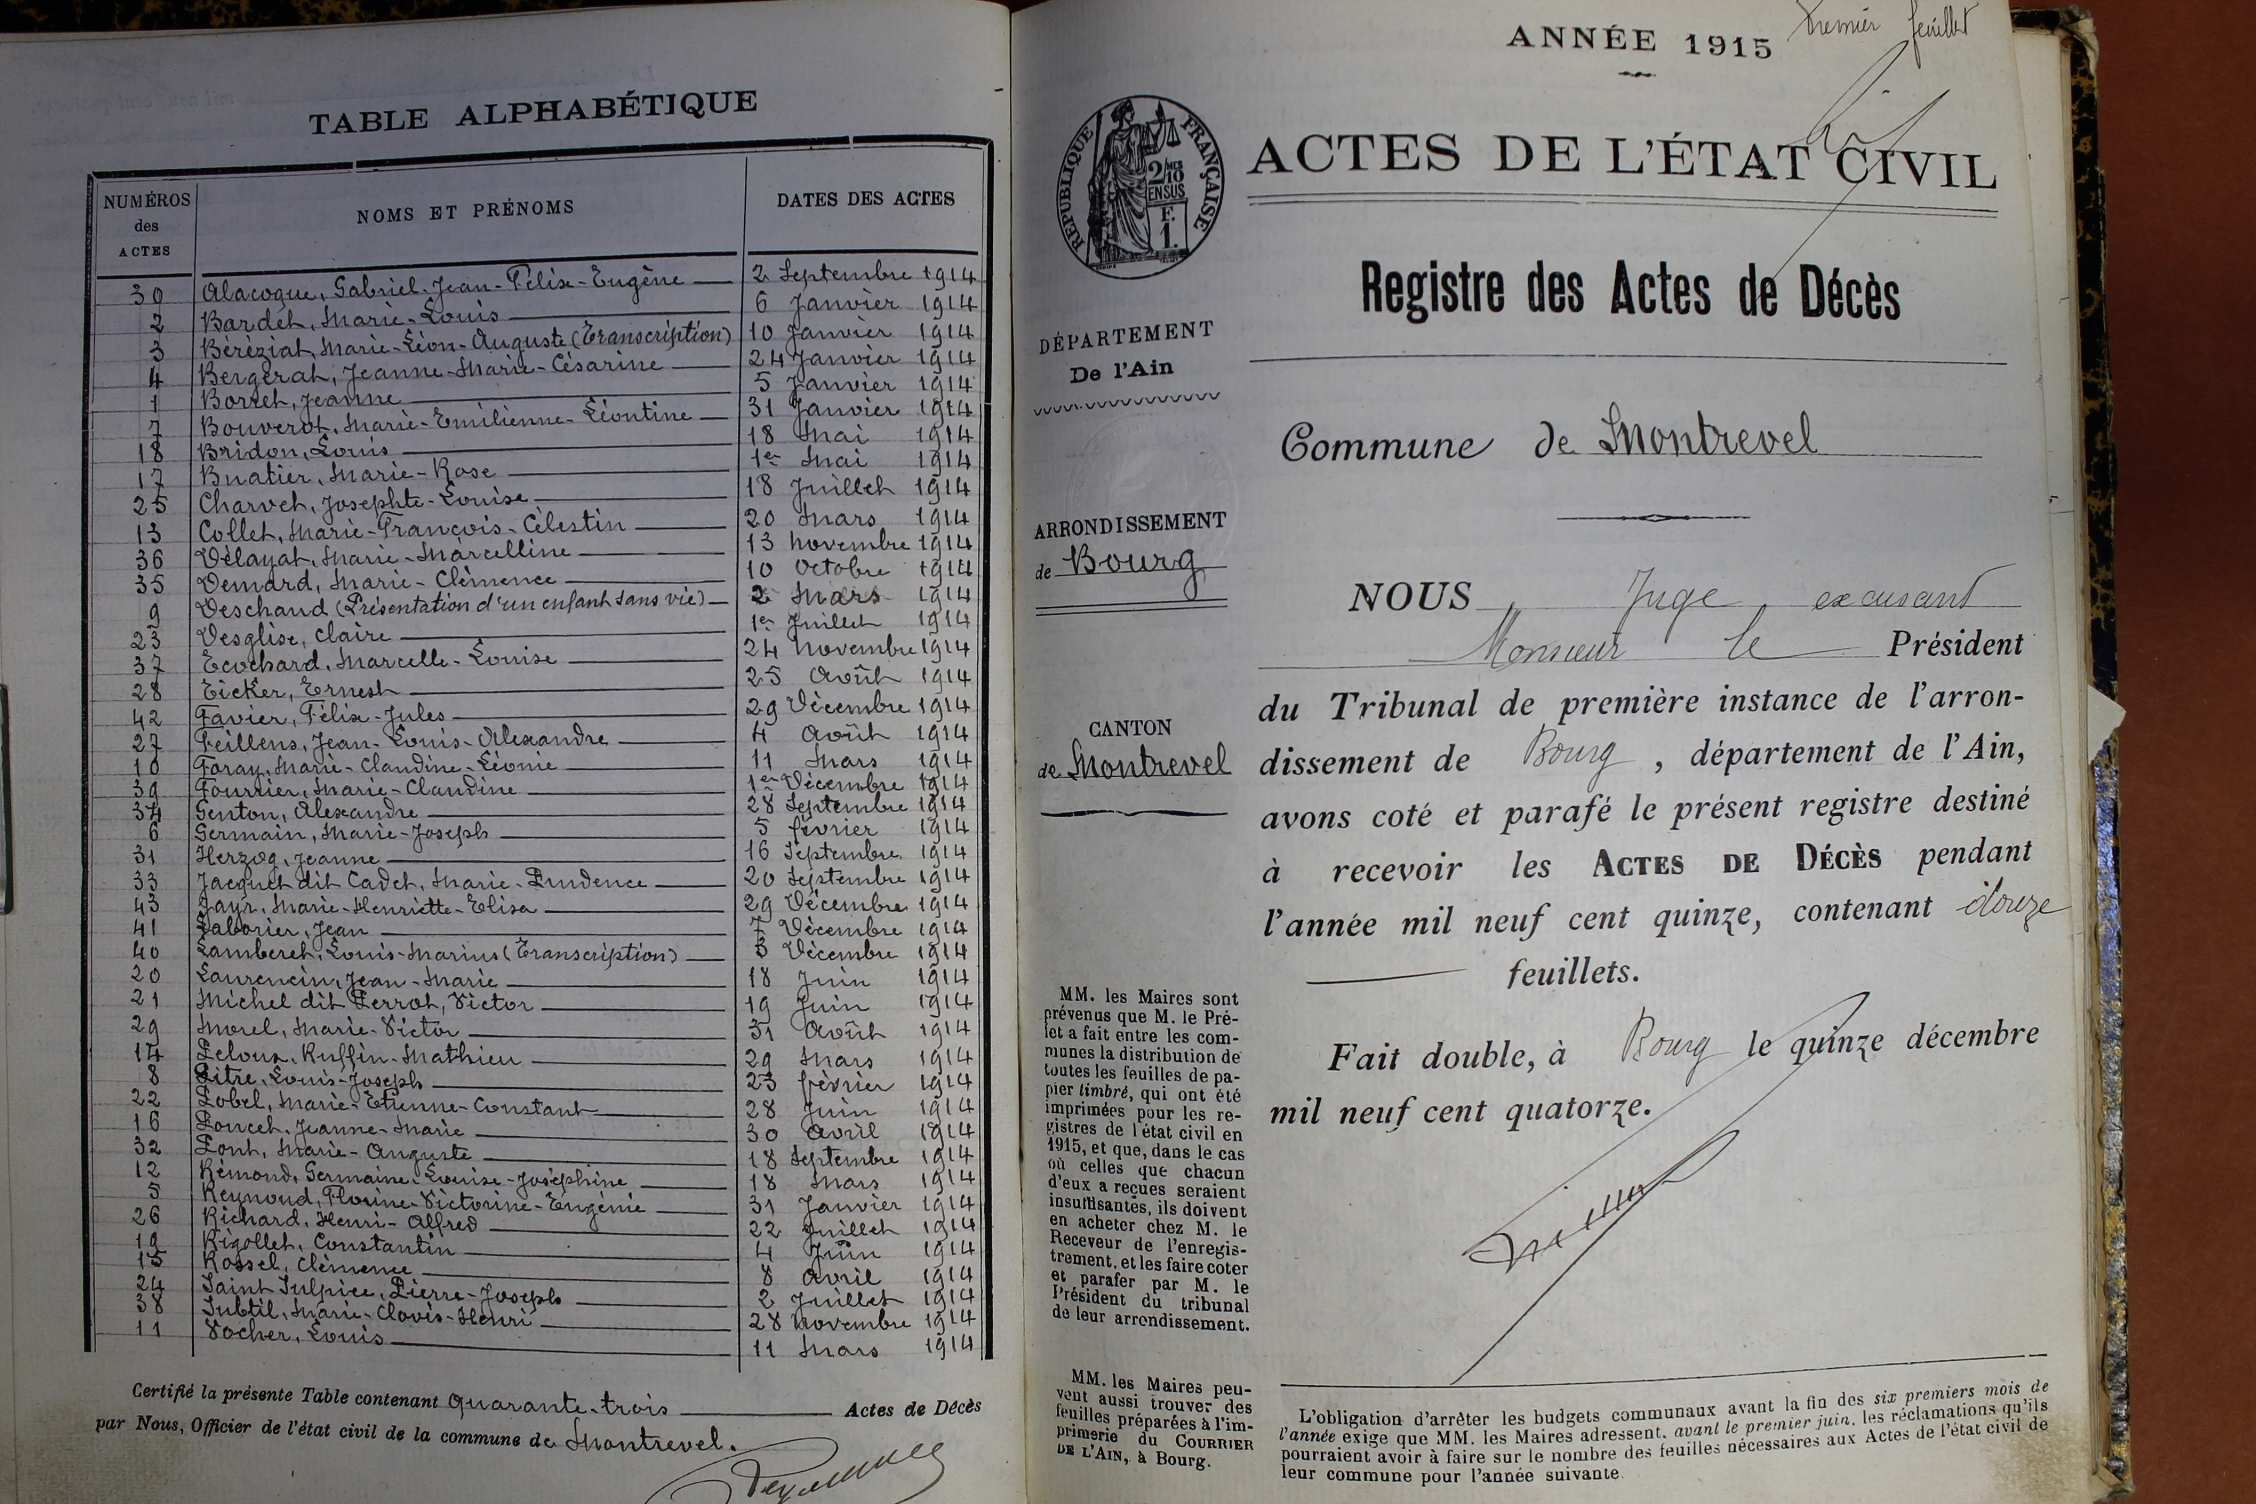 TABLE ALPHABÉTIQUE
NUMÉROS des ACTES
NOMS ET PRÉNOMS
DATES DES ACTES
30 Alacoque, Gabriel-Jean-Félix-Eugène 2 Septembre 1914
2 Bardet, Marie-Louis 6 Janvier 1914
3 Béréziat, Marie-Léon-Auguste (Transcription) 10 Janvier 1914
4 Bergerat, Jeanne-Marie-Césarine 24 Janvier 1914
1 Borret, Jeanne 5 Janvier 1914
7 Bouverot, Marie-Emilienne-Léontine 31 Janvier 1914
18 Bridon, Louis 18 Mai 1914
17 Buatier, Marie-Rose 1er Mai 1914
25 Charvet, Josephte-Louise 18 Juillet 1914
13 Collet, Marie-François-Célestin 20 Mars 1914
36 Délayat, Marie-Marcelline 13 Novembre 1914
35 Demard, Marie-Clémence 10 Octobre 1914
9 Deschaud (Présentation d'un enfant sans vie) 2 Mars 1914
23 Desglise, Claire 1er Juillet 1914
37 Ecochard, Marcelle-Louise 24 Novembre 1914
28 Eicker, Ernest 25 Août 1914
42 Favier, Félix-Jules 29 Décembre 1914
27 Feillens, Jean-Louis-Alexandre 4 Août 1914
10 Foray, Marie-Claudine-Léonie 11 Mars 1914
39 Fourrier, Marie-Claudine 1er Décembre 1914
34 Genton, Alexandre 28 Septembre 1914
6 Germain, Marie-Joseph 5 février 1914
31 Herzog, Jeanne 16 Septembre 1914
33 Jacquet dit Cadet, Marie-Prudence 20 Septembre 1914
43 Jayr, Marie-Henriette-Elisa 29 Décembre 1914
41 Laborier, Jean 7 Décembre 1914
40 Lamberet, Louis-Marius (Transcription) 3 Décembre 1914
20 Laurencin, Jean-Marie 18 Juin 1914
21 Michel dit Perrot, Victor 19 Juin 1914
29 Morel, Marie-Victor 31 Août 1914
14 Peloux, Ruffin-Mathieu 29 Mars 1914
8 Pitre, Louis-Joseph 23 février 1914
22 Pobel, Marie-Etienne-Constant 28 Juin 1914
16 Poncet, Jeanne-Marie 30 Avril 1914
32 Pont, Marie-Auguste 18 Septembre 1914
12 Rémond, Germaine-Louise-Joséphine 18 Mars 1914
5 Reynoud, Florine-Victorine-Eugénie 31 Janvier 1914
26 Richard, Henri-Alfred 22 Juillet 1914
19 Rigollet, Constantin 4 Juin 1914
15 Rossel, Clémence 8 Avril 1914
24 Saint Sulpice, Pierre-Joseph 2 Juillet 1914
38 Subtil, Marie-Clovis-Henri 28 Novembre 1914
11 Vocher, Louis 11 Mars 1914
Certifié la présente Table contenant Quarante-trois Actes de Décès
par Nous, Officier de l'état civil de la commune de Montrevel.
Premier feuillet
ANNÉE 1915
RÉPUBLIQUE FRANÇAISE
2/10 MES
EN SUS
F.
1.
ACTES DE L'ÉTAT CIVIL
Registre des Actes de Décès
DÉPARTEMENT
De l'Ain
Commune de Montrevel
ARRONDISSEMENT
de Bourg
CANTON
de Montrevel
NOUS Juge excusant
Monsieur le Président
du Tribunal de première instance de l'arron-
dissement de Bourg, département de l'Ain,
avons coté et parafé le présent registre destiné
à recevoir les ACTES DE DÉCÈS pendant
l'année mil neuf cent quinze, contenant douze
feuillets.
Fait double, à Bourg le quinze décembre
mil neuf cent quatorze.
MM. les Maires sont
prévenus que M. le Pré-
fet a fait entre les com-
munes la distribution de
toutes les feuilles de pa-
pier timbré, qui ont été
imprimées pour les re-
gistres de l'état civil en
1915, et que, dans le cas
où celles que chacun
d'eux a reçues seraient
insuffisantes, ils doivent
en acheter chez M. le
Receveur de l'enregis-
trement, et les faire coter
et parafer par M. le
Président du tribunal
de leur arrondissement.
MM. les Maires peu-
vent aussi trouver des
feuilles préparées à l'im-
primerie du COURRIER
DE L'AIN, à Bourg.
L'obligation d'arrêter les budgets communaux avant la fin des six premiers mois de
l'année exige que MM. les Maires adressent, avant le premier juin, les réclamations qu'ils
pourraient avoir à faire sur le nombre des feuilles nécessaires aux Actes de l'état civil de
leur commune pour l'année suivante.